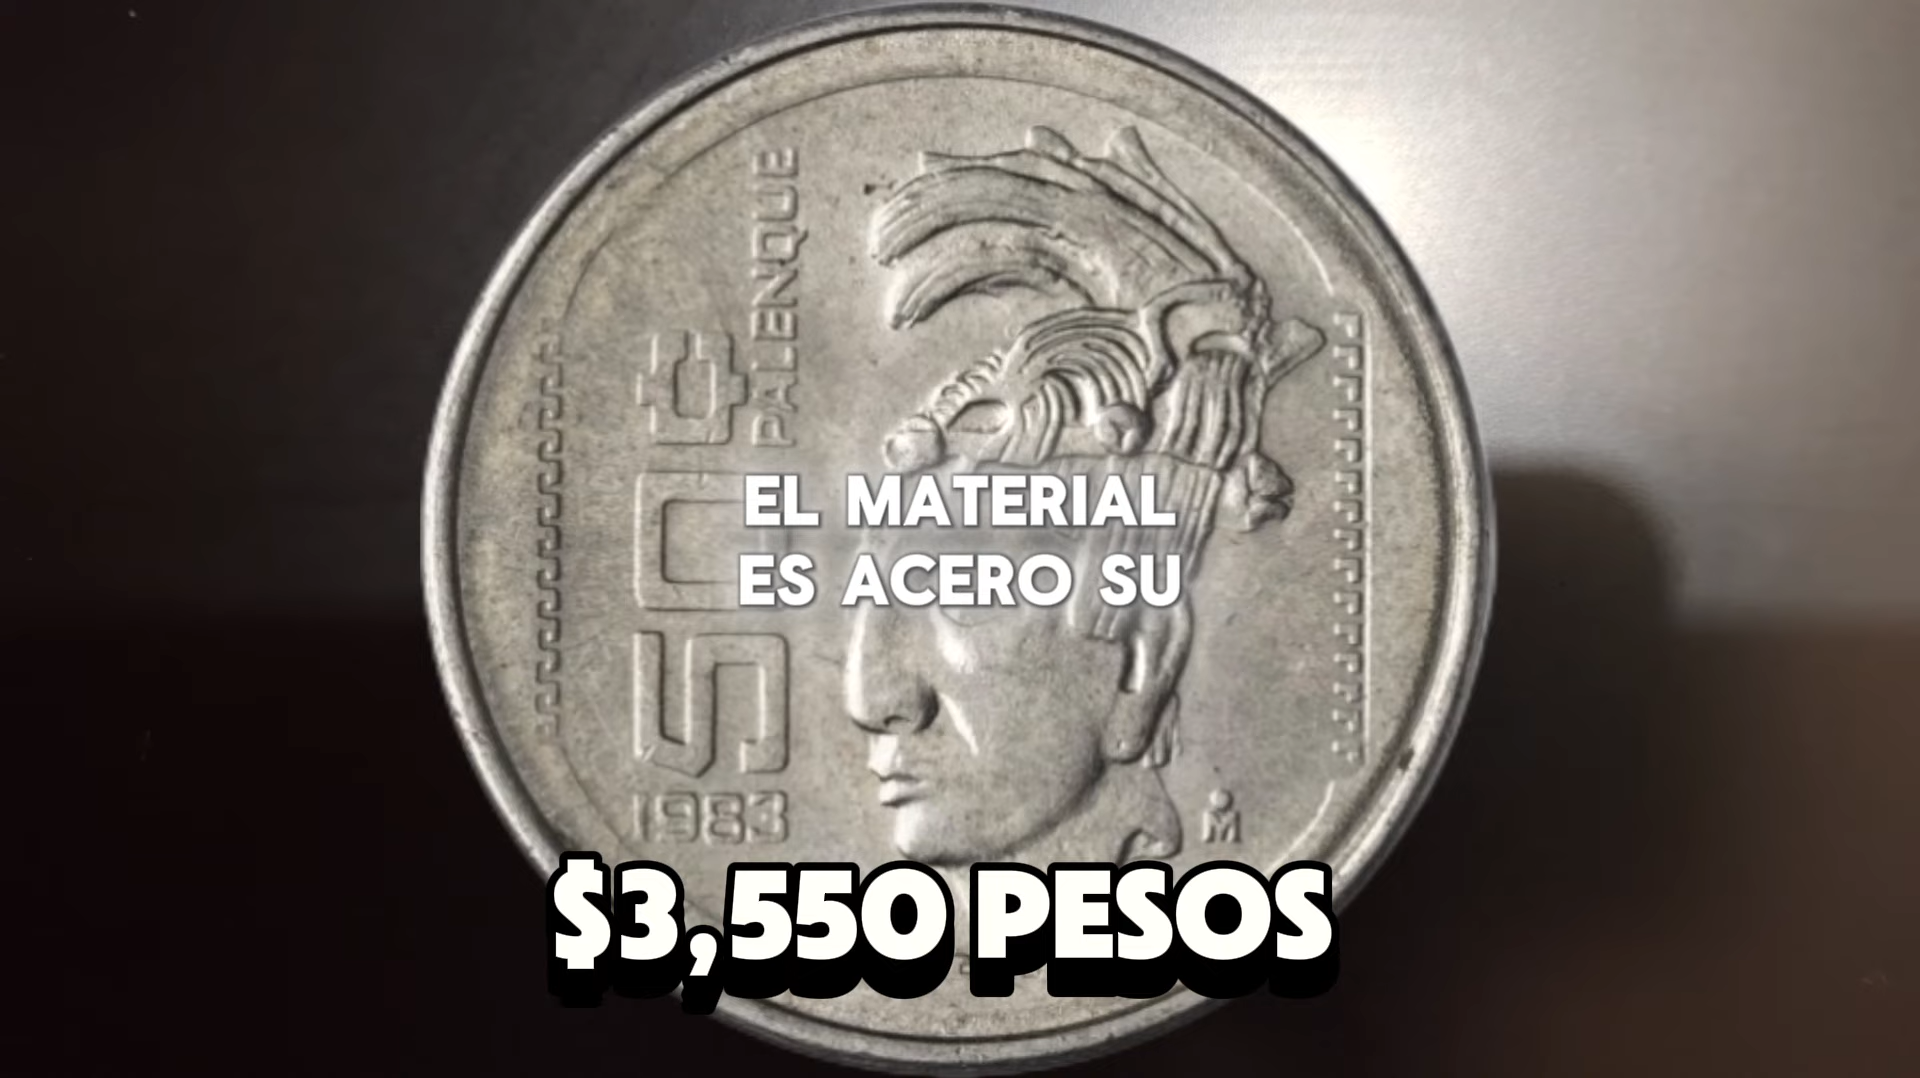 PALENQUE
50¢
1983
M
EL MATERIAL
ES ACERO SU
$3,550 PESOS